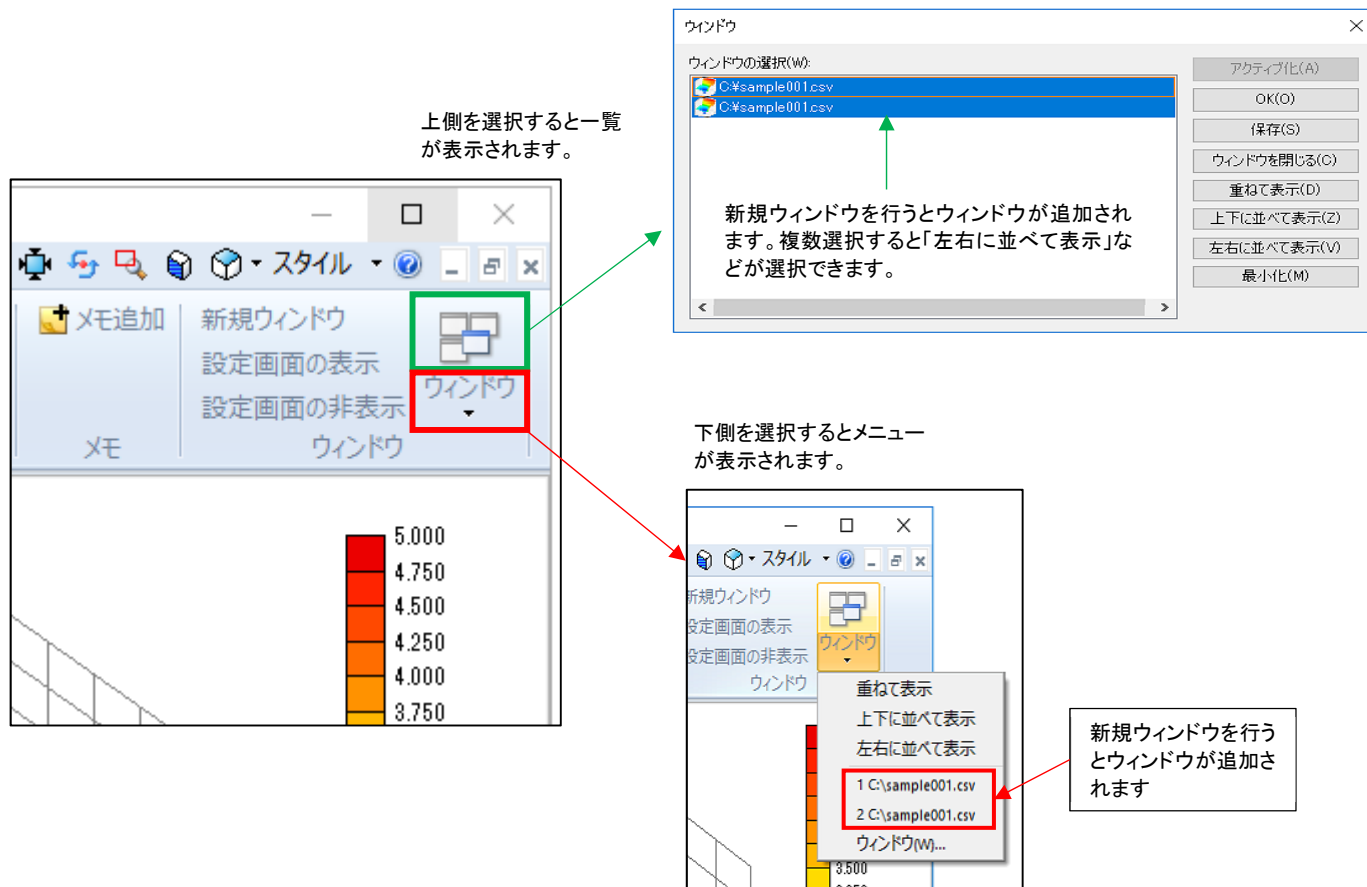 上側を選択すると一覧
が表示されます。
スタイル
メモ追加
新規ウィンドウ
設定画面の表示
設定画面の非表示
ウィンドウ
メモ
ウィンドウ
5.000
4.750
4.500
4.250
4.000
3.750
ウィンドウ
ウィンドウの選択(W):
C:¥sample001.csv
C:¥sample001.csv
新規ウィンドウを行うとウィンドウが追加され
ます。複数選択すると「左右に並べて表示」な
どが選択できます。
アクティブ化(A)
OK(O)
保存(S)
ウィンドウを閉じる(C)
重ねて表示(D)
上下に並べて表示(Z)
左右に並べて表示(V)
最小化(M)
下側を選択するとメニュー
が表示されます。
スタイル
新規ウィンドウ
設定画面の表示
設定画面の非表示
ウィンドウ
ウィンドウ
重ねて表示
上下に並べて表示
左右に並べて表示
1 C:\sample001.csv
2 C:\sample001.csv
ウィンドウ(W)...
3.500
新規ウィンドウを行う
とウィンドウが追加さ
れます